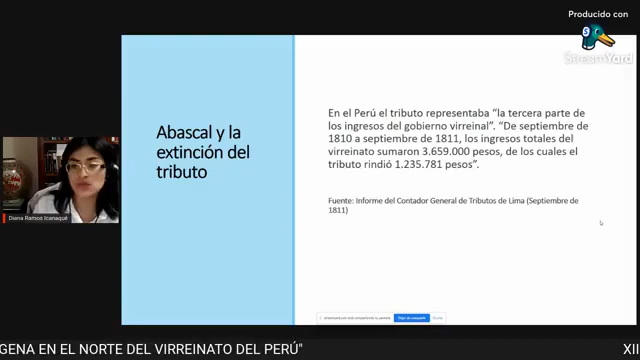 Producido con
StreamYard
Abascal y la
extinción del
tributo
En el Perú el tributo representaba “la tercera parte de
los ingresos del gobierno virreinal”. “De septiembre de
1810 a septiembre de 1811, los ingresos totales del
virreinato sumaron 3.659.000 pesos, de los cuales el
tributo rindió 1.235.781 pesos”.
Fuente: Informe del Contador General de Tributos de Lima (Septiembre de
1811)
Diana Ramos Icanaqué
GENA EN EL NORTE DEL VIRREINATO DEL PERÚ"
XII